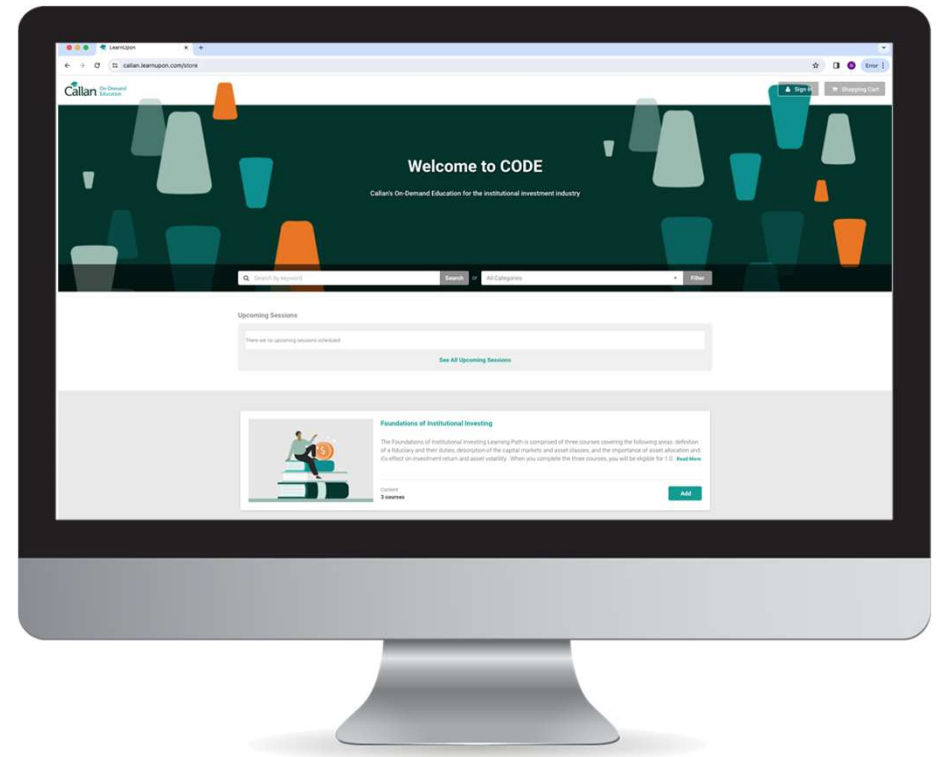 LearnUpon
callan.learnupon.com/store
Error
Callan On-Demand
Education
Sign in
Shopping Cart
Welcome to CODE
Callan's On-Demand Education for the institutional investment industry
Search by keyword
Search
or
All Categories
Filter
Upcoming Sessions
There are no upcoming sessions scheduled
See All Upcoming Sessions
Foundations of Institutional Investing
The Foundations of Institutional Investing Learning Path is comprised of three courses covering the following areas: definition
of a fiduciary and their duties, description of the capital markets and asset classes, and the importance of asset allocation and
it's effect on investment return and asset volatility. When you complete the three courses, you will be eligible for 1.0 Read More
Content
3 courses
Add